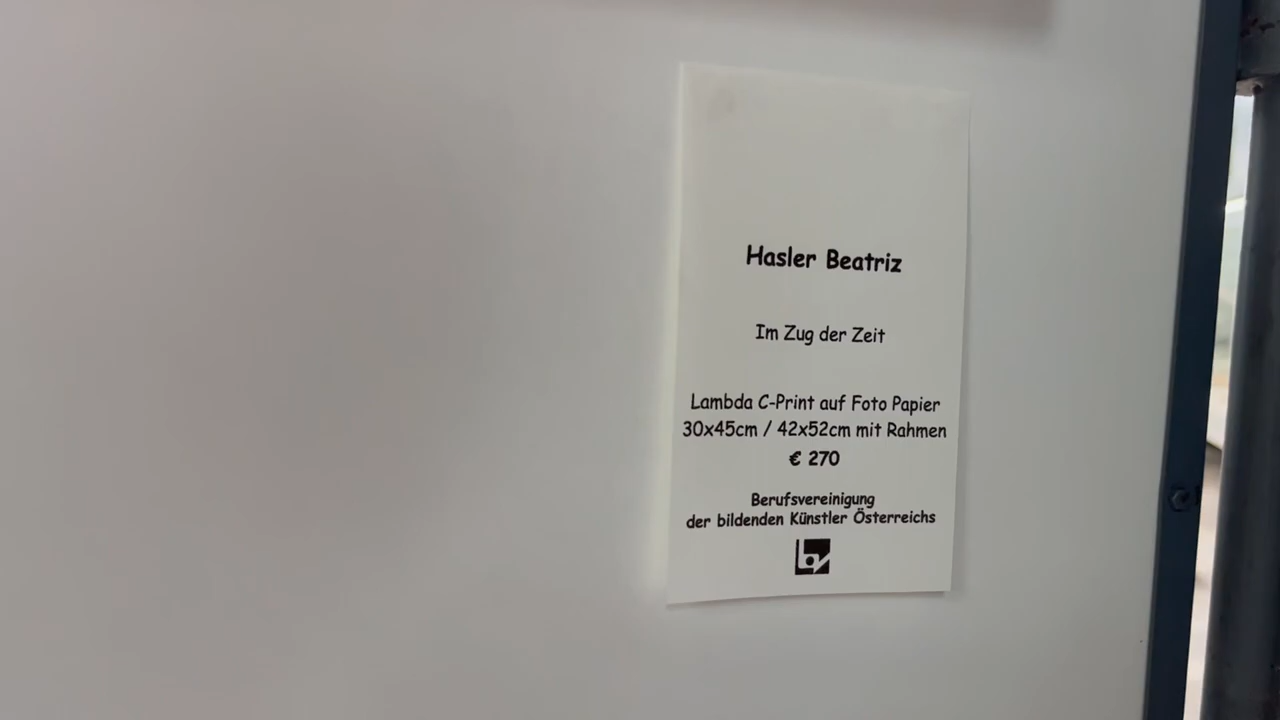 Hasler Beatriz
Im Zug der Zeit
Lambda C-Print auf Foto Papier
30x45cm / 42x52cm mit Rahmen
€ 270
Berufsvereinigung
der bildenden Künstler Österreichs
bv